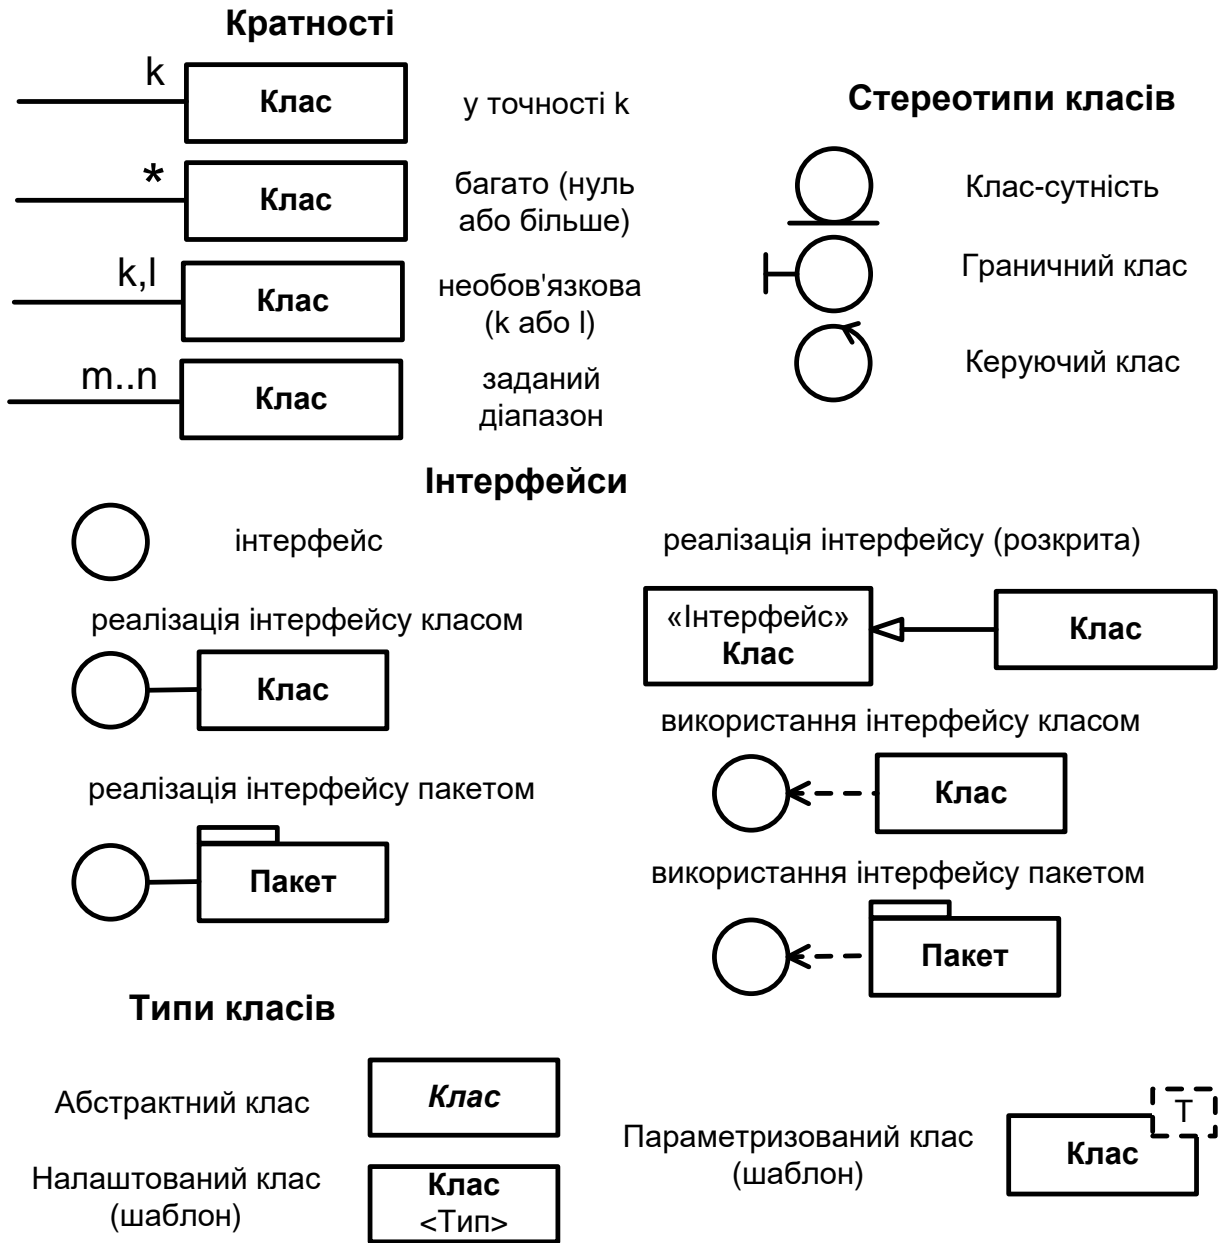 Кратності
k
Клас
у точності k
*
Клас
багато (нуль
або більше)
k,l
Клас
необов'язкова
(k або l)
m..n
Клас
заданий
діапазон
Стереотипи класів
Клас-сутність
Граничний клас
Керуючий клас
Інтерфейси
інтерфейс
реалізація інтерфейсу класом
Клас
реалізація інтерфейсу пакетом
Пакет
реалізація інтерфейсу (розкрита)
«Інтерфейс»
Клас
Клас
використання інтерфейсу класом
Клас
використання інтерфейсу пакетом
Пакет
Типи класів
Абстрактний клас
Клас
Налаштований клас
(шаблон)
Клас
<Тип>
Параметризований клас
(шаблон)
T
Клас